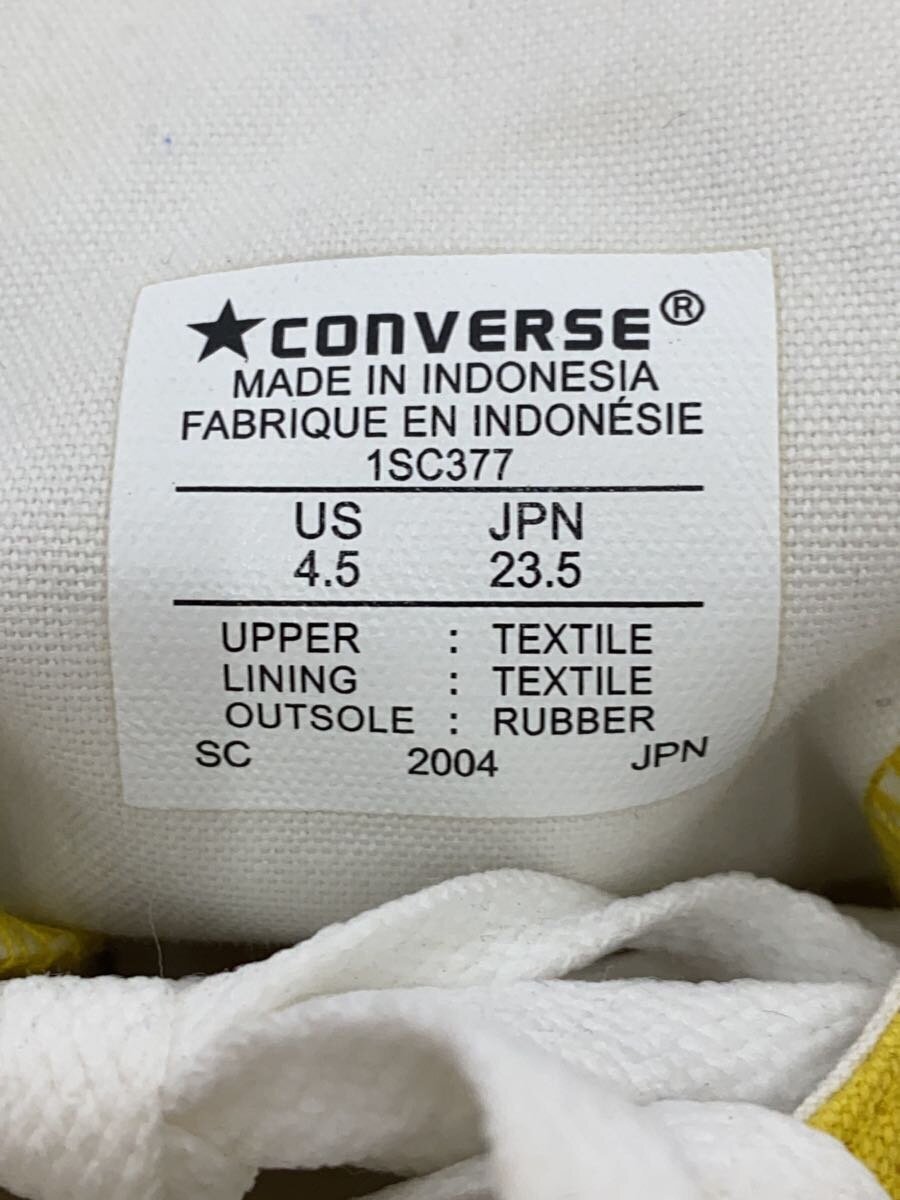 ★CONVERSE®
MADE IN INDONESIA
FABRIQUE EN INDONÉSIE
1SC377
US JPN
4.5 23.5
UPPER : TEXTILE
LINING : TEXTILE
OUTSOLE : RUBBER
SC 2004 JPN